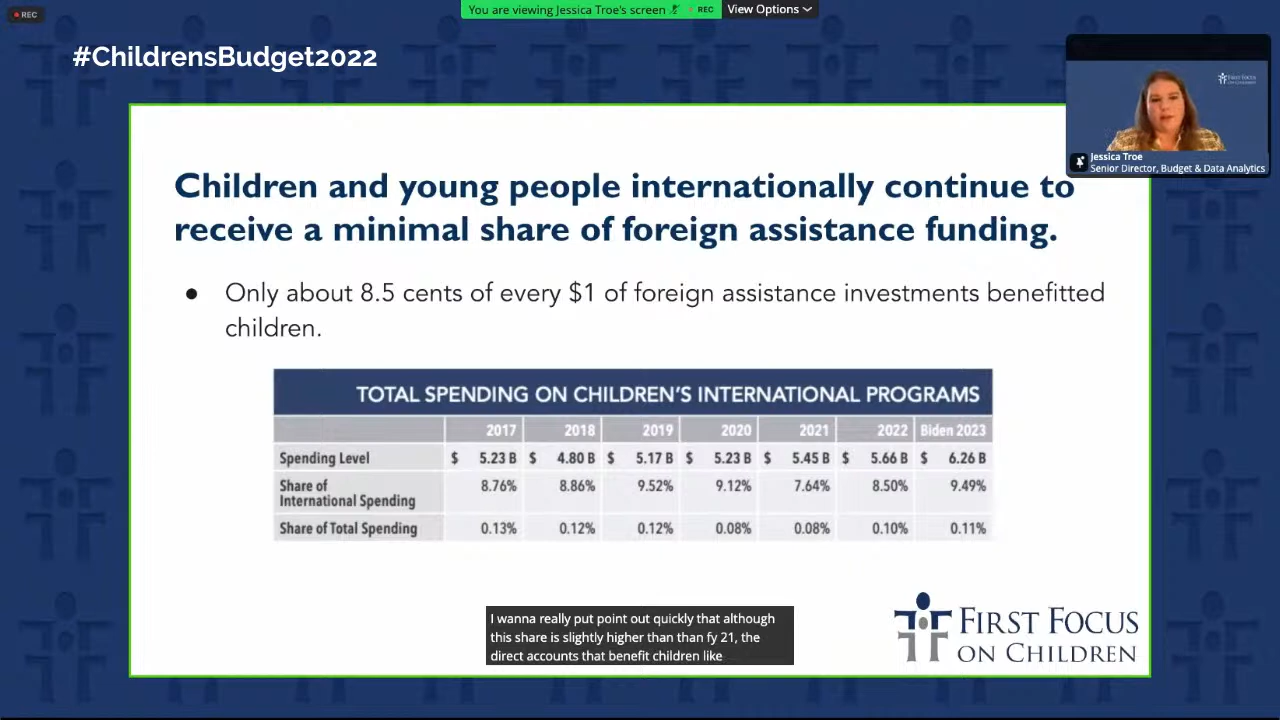 REC
You are viewing Jessica Troe's screen
REC
View Options
#ChildrensBudget2022
FIRST FOCUS
ON CHILDREN
Jessica Troe
Senior Director, Budget & Data Analytics
Children and young people internationally continue to
receive a minimal share of foreign assistance funding.
● Only about 8.5 cents of every $1 of foreign assistance investments benefitted
children.
TOTAL SPENDING ON CHILDREN'S INTERNATIONAL PROGRAMS
2017 2018 2019 2020 2021 2022 Biden 2023
Spending Level $ 5.23 B $ 4.80 B $ 5.17 B $ 5.23 B $ 5.45 B $ 5.66 B $ 6.26 B
Share of
International Spending 8.76% 8.86% 9.52% 9.12% 7.64% 8.50% 9.49%
Share of Total Spending 0.13% 0.12% 0.12% 0.08% 0.08% 0.10% 0.11%
I wanna really put point out quickly that although
this share is slightly higher than than fy 21, the
direct accounts that benefit children like
FIRST FOCUS
ON CHILDREN